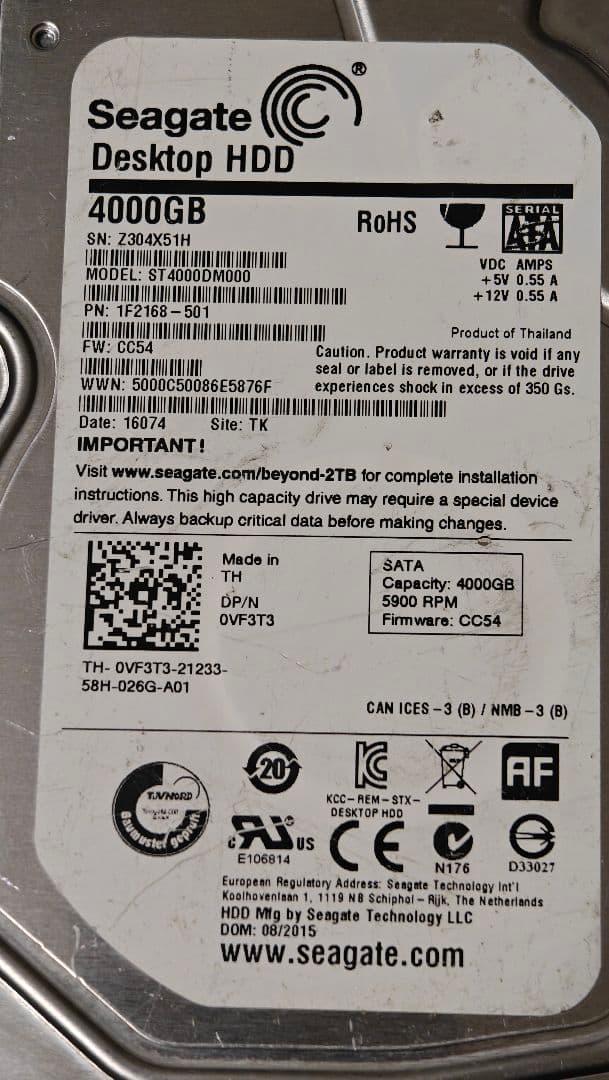 Seagate ®
Desktop HDD
4000GB
RoHS
SERIAL
ATA
SN: Z304X51H
VDC AMPS
MODEL: ST4000DM000
+5V 0.55 A
+12V 0.55 A
PN: 1F2168-501
Product of Thailand
FW: CC54
Caution. Product warranty is void if any
seal or label is removed, or if the drive
experiences shock in excess of 350 Gs.
WWN: 5000C50086E5876F
Date: 16074 Site: TK
IMPORTANT!
Visit www.seagate.com/beyond-2TB for complete installation
instructions. This high capacity drive may require a special device
driver. Always backup critical data before making changes.
Made in
TH
DP/N
0VF3T3
SATA
Capacity: 4000GB
5900 RPM
Firmware: CC54
TH- 0VF3T3-21233-
58H-026G-A01
CAN ICES-3 (B) / NMB-3 (B)
TÜV NORD
Baumuster geprüft
20
KCC-REM-STX-
DESKTOP HDD
AF
c RU ® US
E106814
CE
N176
D33027
European Regulatory Address: Seagate Technology Int'l
Koolhovenlaan 1, 1119 NB Schiphol-Rijk, The Netherlands
HDD Mfg by Seagate Technology LLC
DOM: 08/2015
www.seagate.com